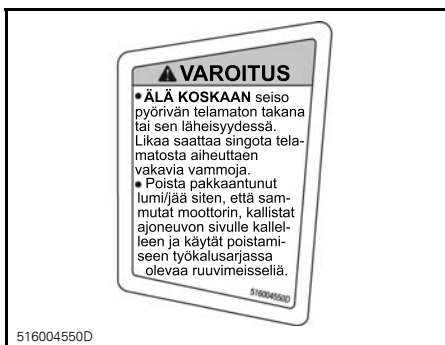 VAROITUS
• ÄLÄ KOSKAAN seiso
pyörivän telamaton takana
tai sen läheisyydessä.
Likaa saattaa singota tela-
matosta aiheuttaen
vakavia vammoja.
• Poista pakkaantunut
lumi/jää siten, että sam-
mutat moottorin, kallistat
ajoneuvon sivulle kallel-
leen ja käytät poistami-
seen työkalusarjassa
olevaa ruuvimeisseliä.
516004550D
516004550D